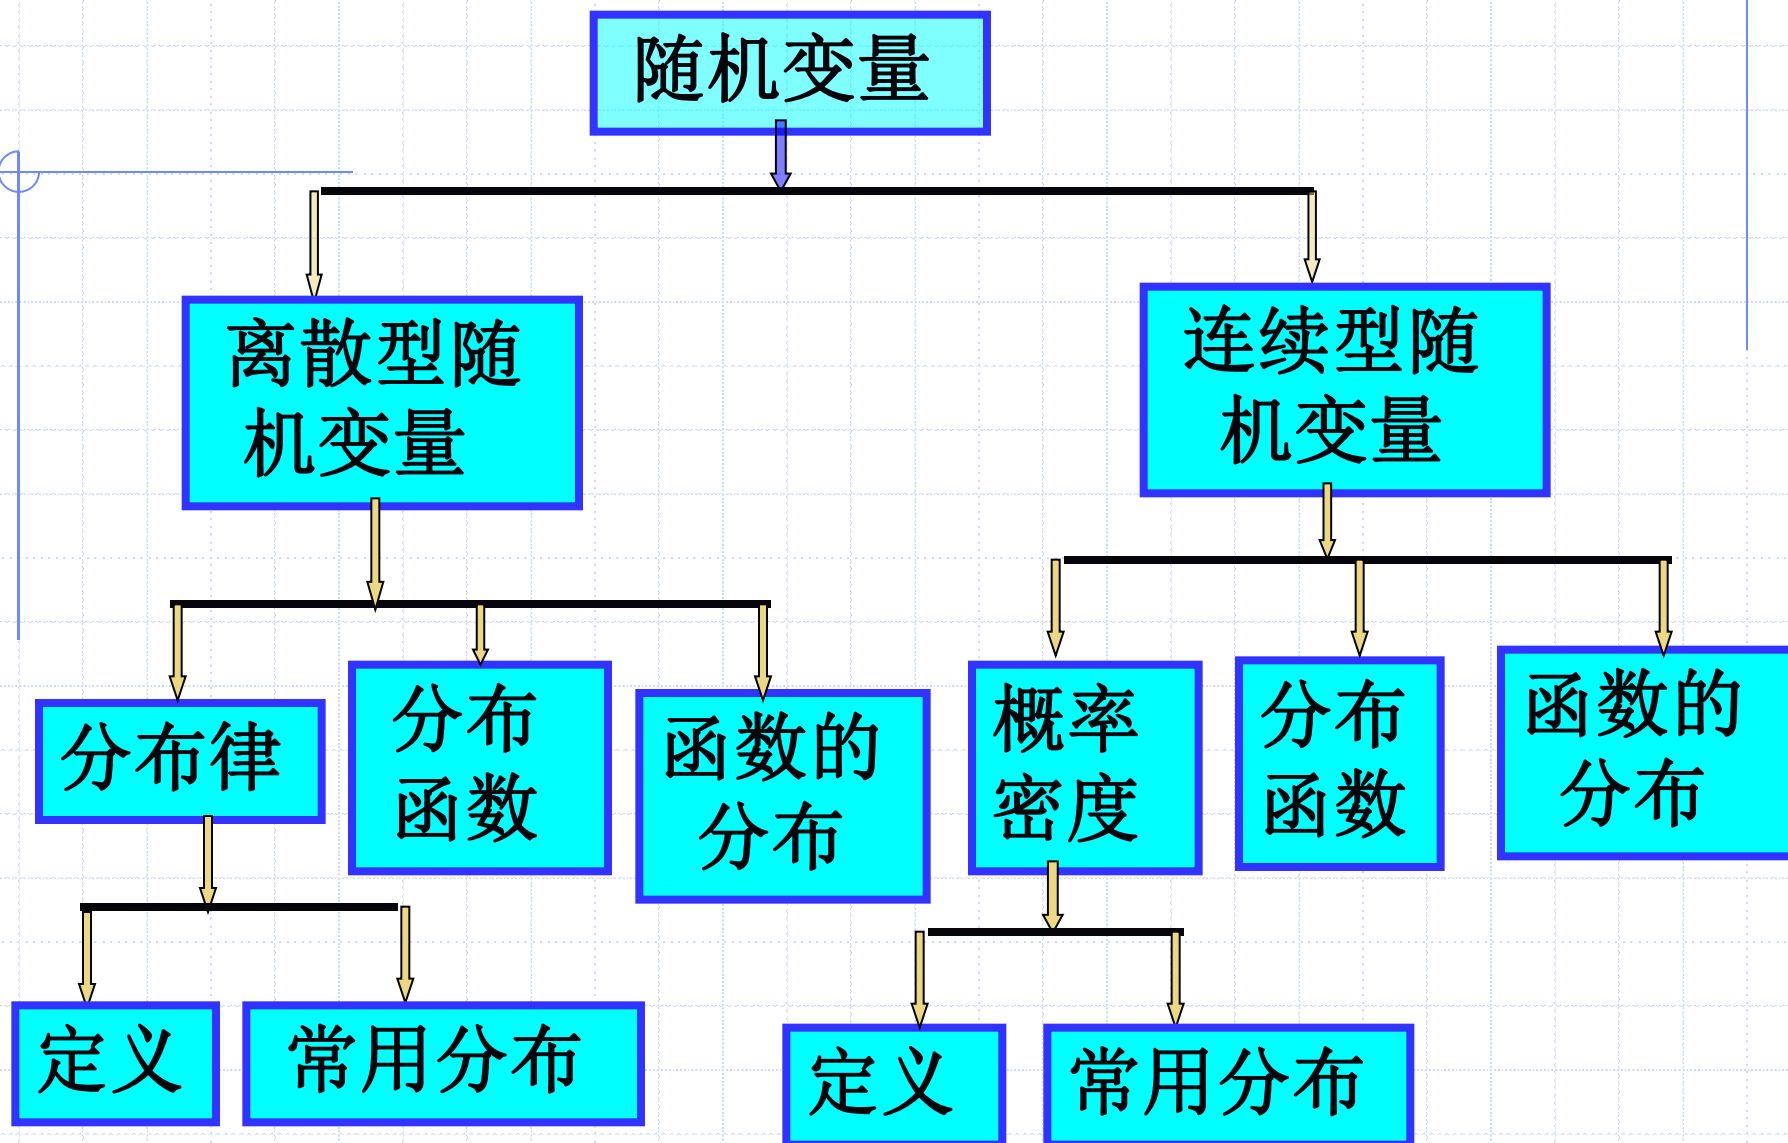 随机变量
离散型随
机变量
连续型随
机变量
分布律
分布
函数
函数的
分布
概率
密度
分布
函数
函数的
分布
定义
常用分布
定义
常用分布